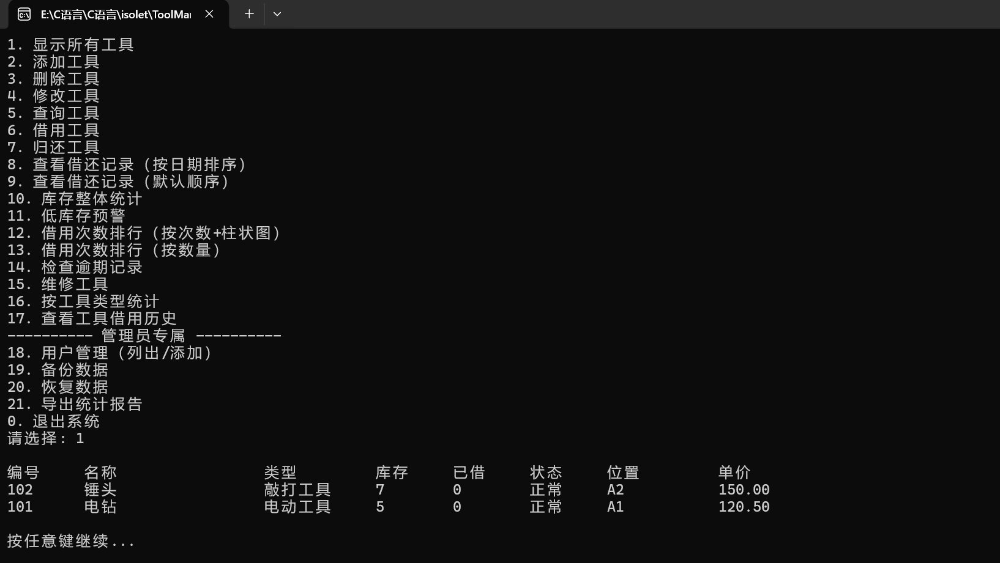 E:\C语言\C语言\isolet\ToolMar
1. 显示所有工具
2. 添加工具
3. 删除工具
4. 修改工具
5. 查询工具
6. 借用工具
7. 归还工具
8. 查看借还记录（按日期排序）
9. 查看借还记录（默认顺序）
10. 库存整体统计
11. 低库存预警
12. 借用次数排行（按次数+柱状图）
13. 借用次数排行（按数量）
14. 检查逾期记录
15. 维修工具
16. 按工具类型统计
17. 查看工具借用历史
---------- 管理员专属 ----------
18. 用户管理（列出/添加）
19. 备份数据
20. 恢复数据
21. 导出统计报告
0. 退出系统
请选择: 1
编号 名称 类型 库存 已借 状态 位置 单价
102 锤头 敲打工具 7 0 正常 A2 150.00
101 电钻 电动工具 5 0 正常 A1 120.50
按任意键继续...